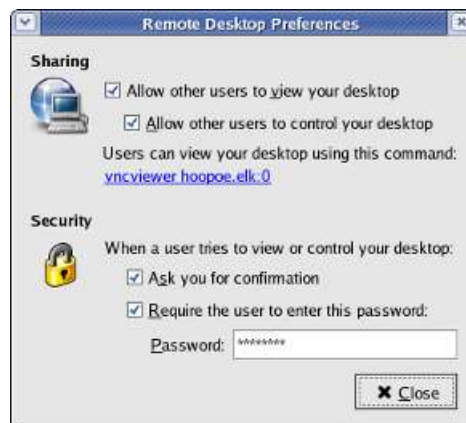 Remote Desktop Preferences
Sharing
Allow other users to view your desktop
Allow other users to control your desktop
Users can view your desktop using this command:
vncviewer hoopoe.elk:0
Security
When a user tries to view or control your desktop:
Ask you for confirmation
Require the user to enter this password:
Password: ********
Close